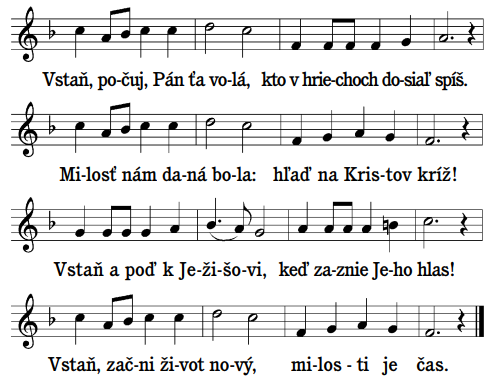 Vstaň, po-čuj, Pán ťa vo-lá, kto v hrie-choch do-siaľ spíš.
Mi-losť nám da-ná bo-la: hľaď na Kris-tov kríž!
Vstaň a poď k Je-ži-šo-vi, keď za-znie Je-ho hlas!
Vstaň, zač-ni ži-vot no-vý, mi-los-ti je čas.